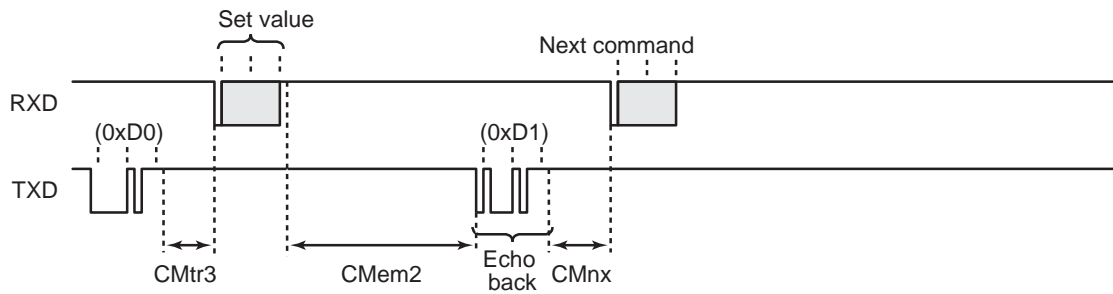 Set value
Next command
RXD
(0xD0)
(0xD1)
TXD
CMtr3
CMem2
Echo
back
CMnx